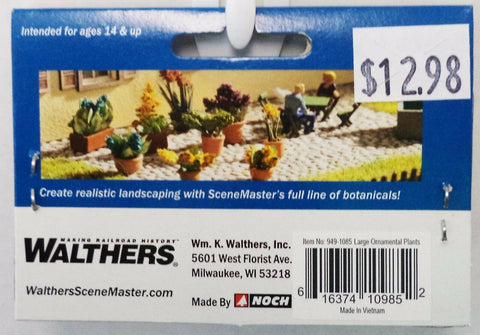 Intended for ages 14 & up
$12.98
Create realistic landscaping with SceneMaster's full line of botanicals!
MAKING RAILROAD HISTORY™
WALTHERS®
WalthersSceneMaster.com
Wm. K. Walthers, Inc.
5601 West Florist Ave.
Milwaukee, WI 53218
Made By NOCH
Item No: 949-1085 Large Ornamental Plants
6 16374 10985 2
Made In Vietnam